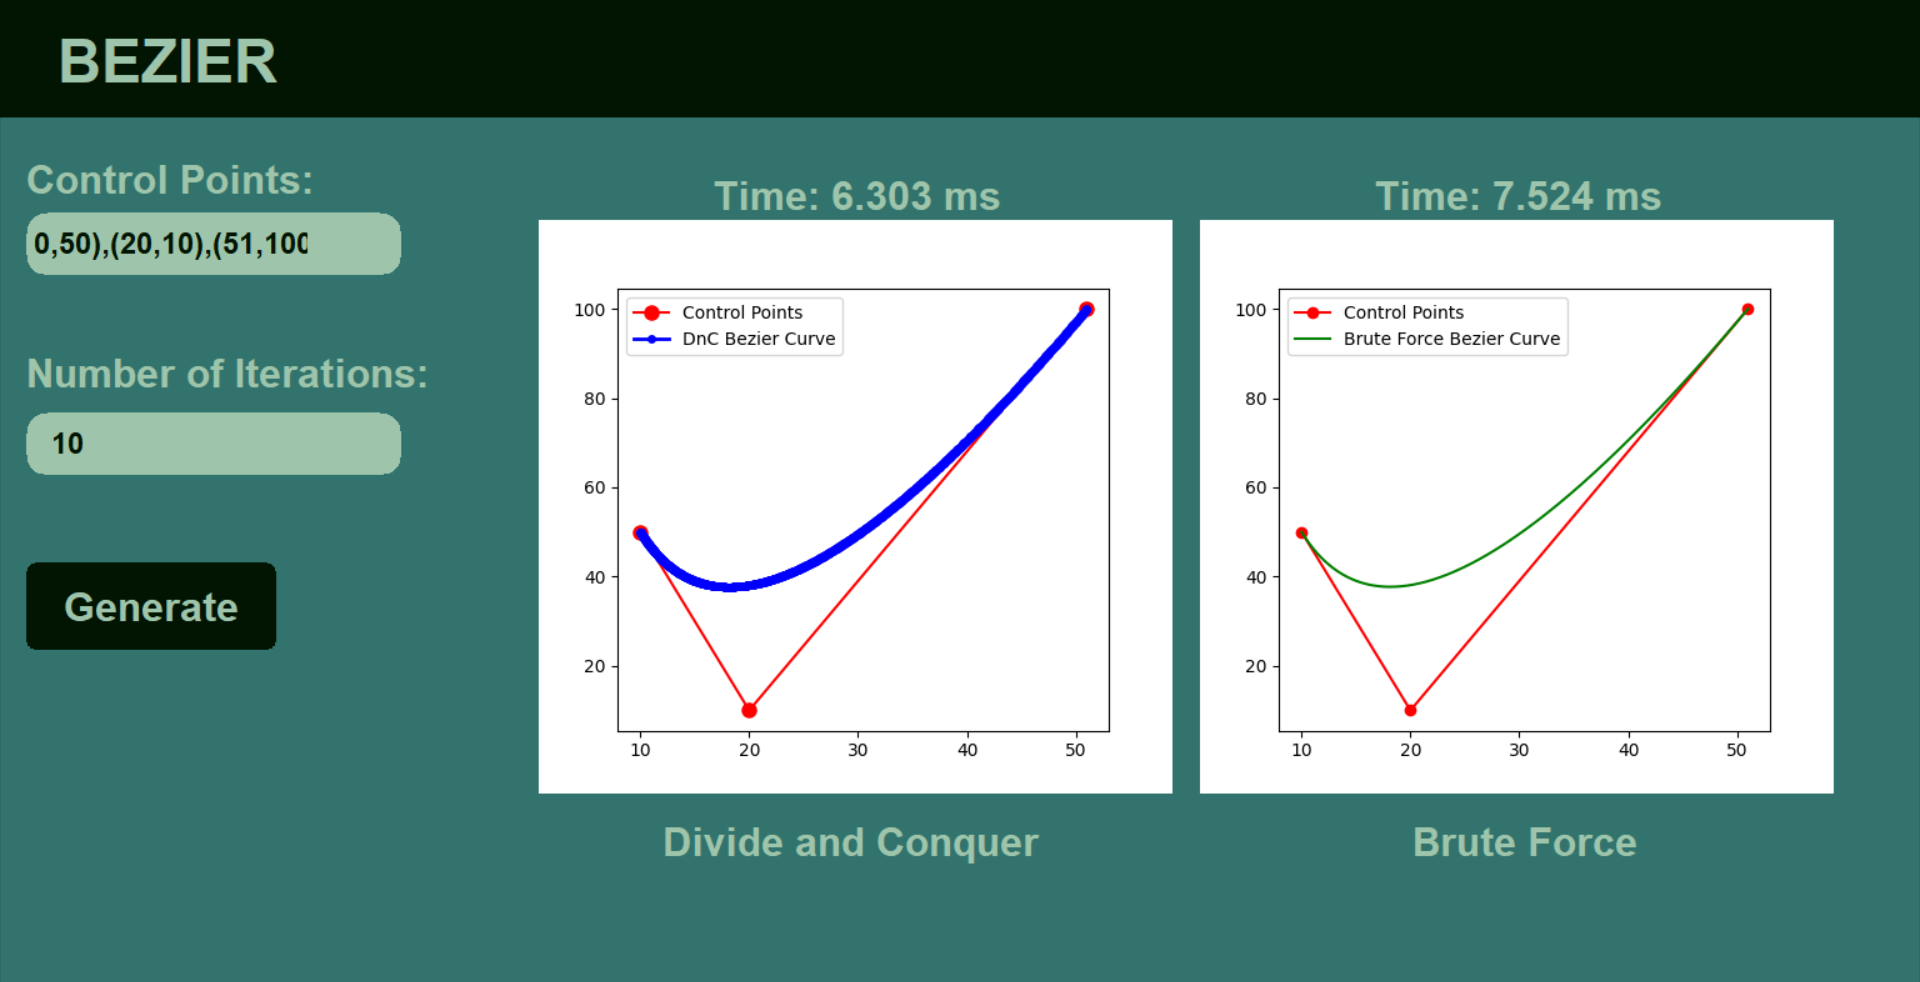 BEZIER
Control Points:
0,50),(20,10),(51,100
Number of Iterations:
10
Generate
Time: 6.303 ms
Control Points
DnC Bezier Curve
100
80
60
40
20
10 20 30 40 50
Divide and Conquer
Time: 7.524 ms
Control Points
Brute Force Bezier Curve
100
80
60
40
20
10 20 30 40 50
Brute Force